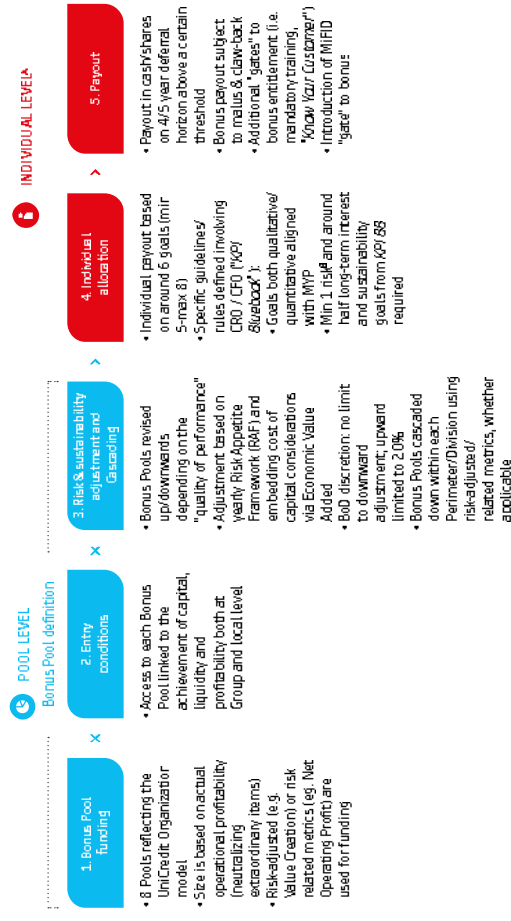 POOL LEVEL
Bonus Pool definition
1. Bonus Pool
funding
• 8 Pools reflecting the
UniCredit Organization
model
• Size is based on actual
operational profitability
(neutralizing
extraordinary items)
• Risk-adjusted (e.g.
Value Creation) or risk
related metrics (eg. Net
Operating Profit) are
used for funding
x
2. Entry
conditions
• Access to each Bonus
Pool linked to the
achievement of capital,
liquidity and
profitability both at
Group and local level
x
3. Risk & sustainability
adjustment and
Cascading
• Bonus Pools revised
up/downwards
depending on the
"quality of performance"
• Adjustment based on
yearly Risk Appetite
Framework (RAF) and
embedding cost of
capital considerations
via Economic Value
Added
• BoD discretion: no limit
to downward
adjustment; upward
limited to 20%
• Bonus Pools cascaded
down within each
Perimeter/Division using
risk-adjusted/
related metrics, whether
applicable
>
INDIVIDUAL LEVELA
4. Individual
allocation
• Individual payout based
on around 6 goals (min
5-max 8)
• Specific guidelines/
rules defined involving
CRO / CFO ("KPI
Bluebook"):
• Goals both qualitative/
quantitative aligned
with MYP
• Min 1 riskB and around
half long-term interest
and sustainability
goals from KPI BB
required
>
5. Payout
• Payout in cash/shares
on 4/5 year deferral
horizon above a certain
threshold
• Bonus payout subject
to malus & claw-back
• Additional "gates" to
bonus entitlement (i.e.
mandatory training,
"Know Your Customer")
• Introduction of MiFID
"gate" to bonus